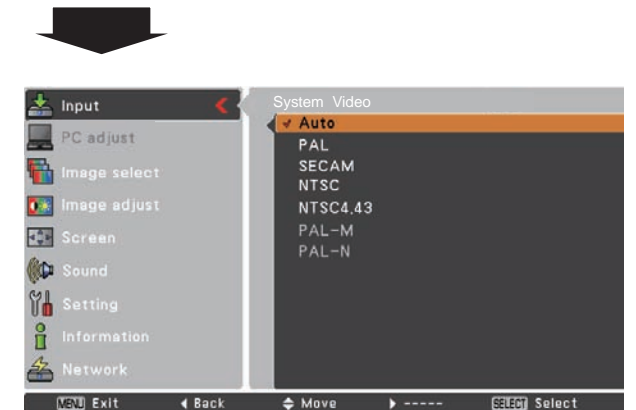 Input
PC adjust
Image select
Image adjust
Screen
Sound
Setting
Information
Network
System Video
Auto
PAL
SECAM
NTSC
NTSC4.43
PAL-M
PAL-N
MENU Exit Back Move ----- SELECT Select